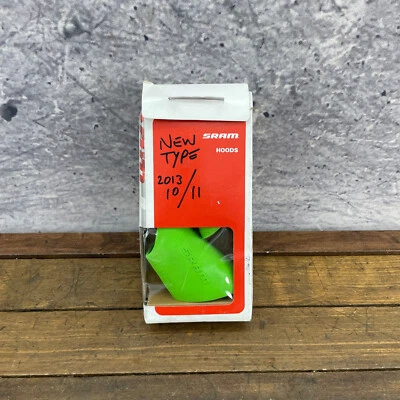 SRAM
HOODS
NEW
TYPE
2013
10/11